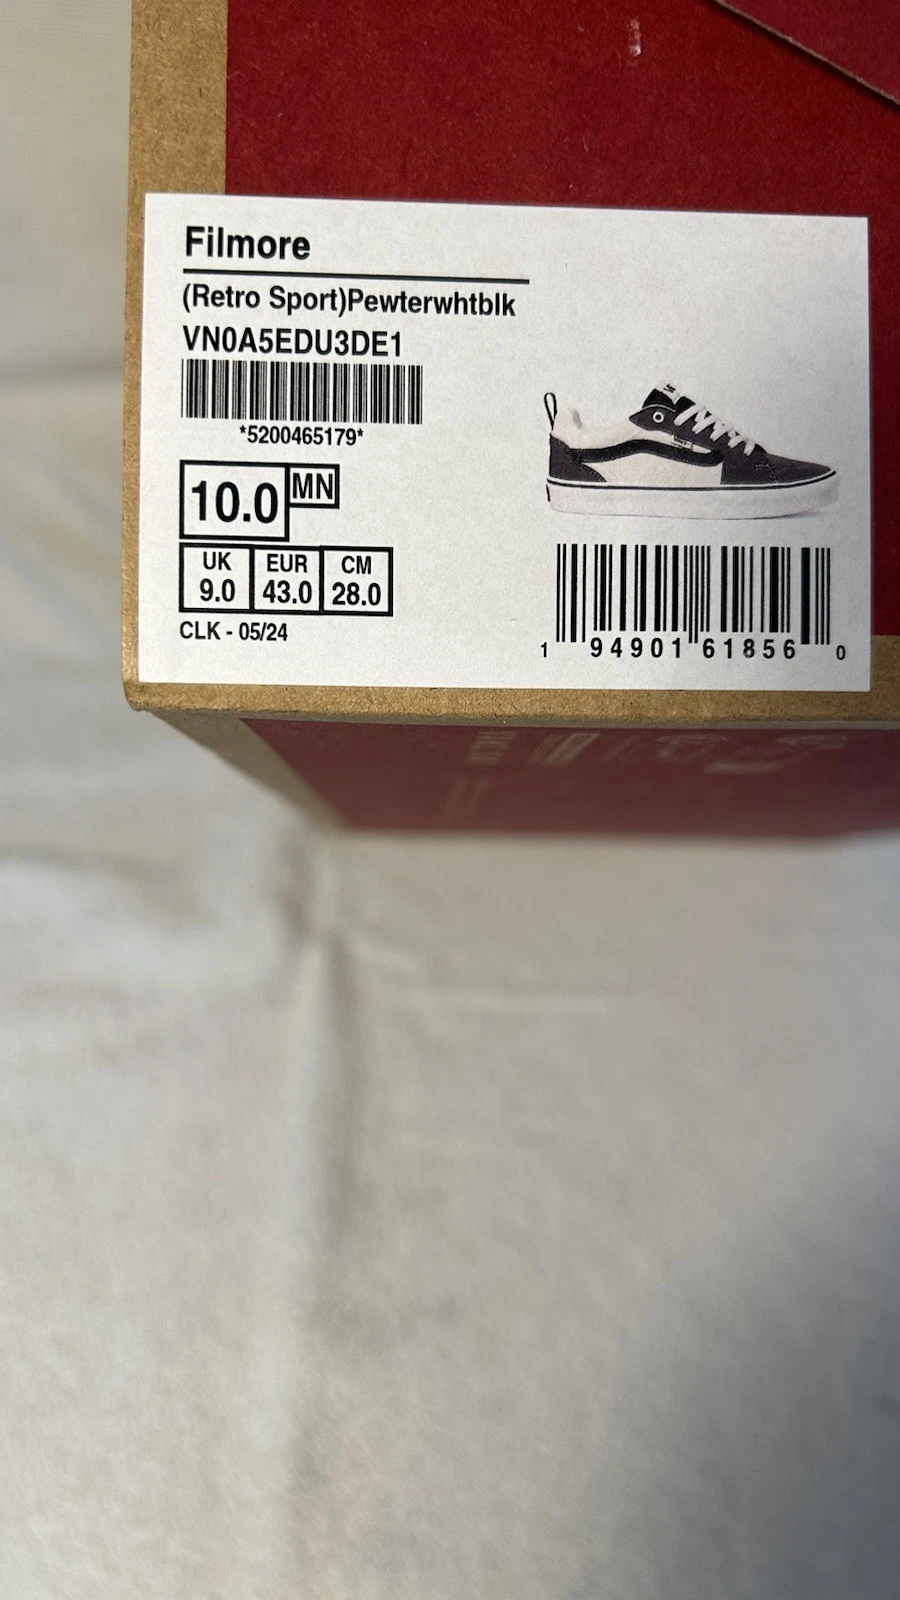 Filmore
(Retro Sport)Pewterwhtblk
VN0A5EDU3DE1
*5200465179*
10.0 MN
UK EUR CM
9.0 43.0 28.0
CLK - 05/24
1 94901 61856 0